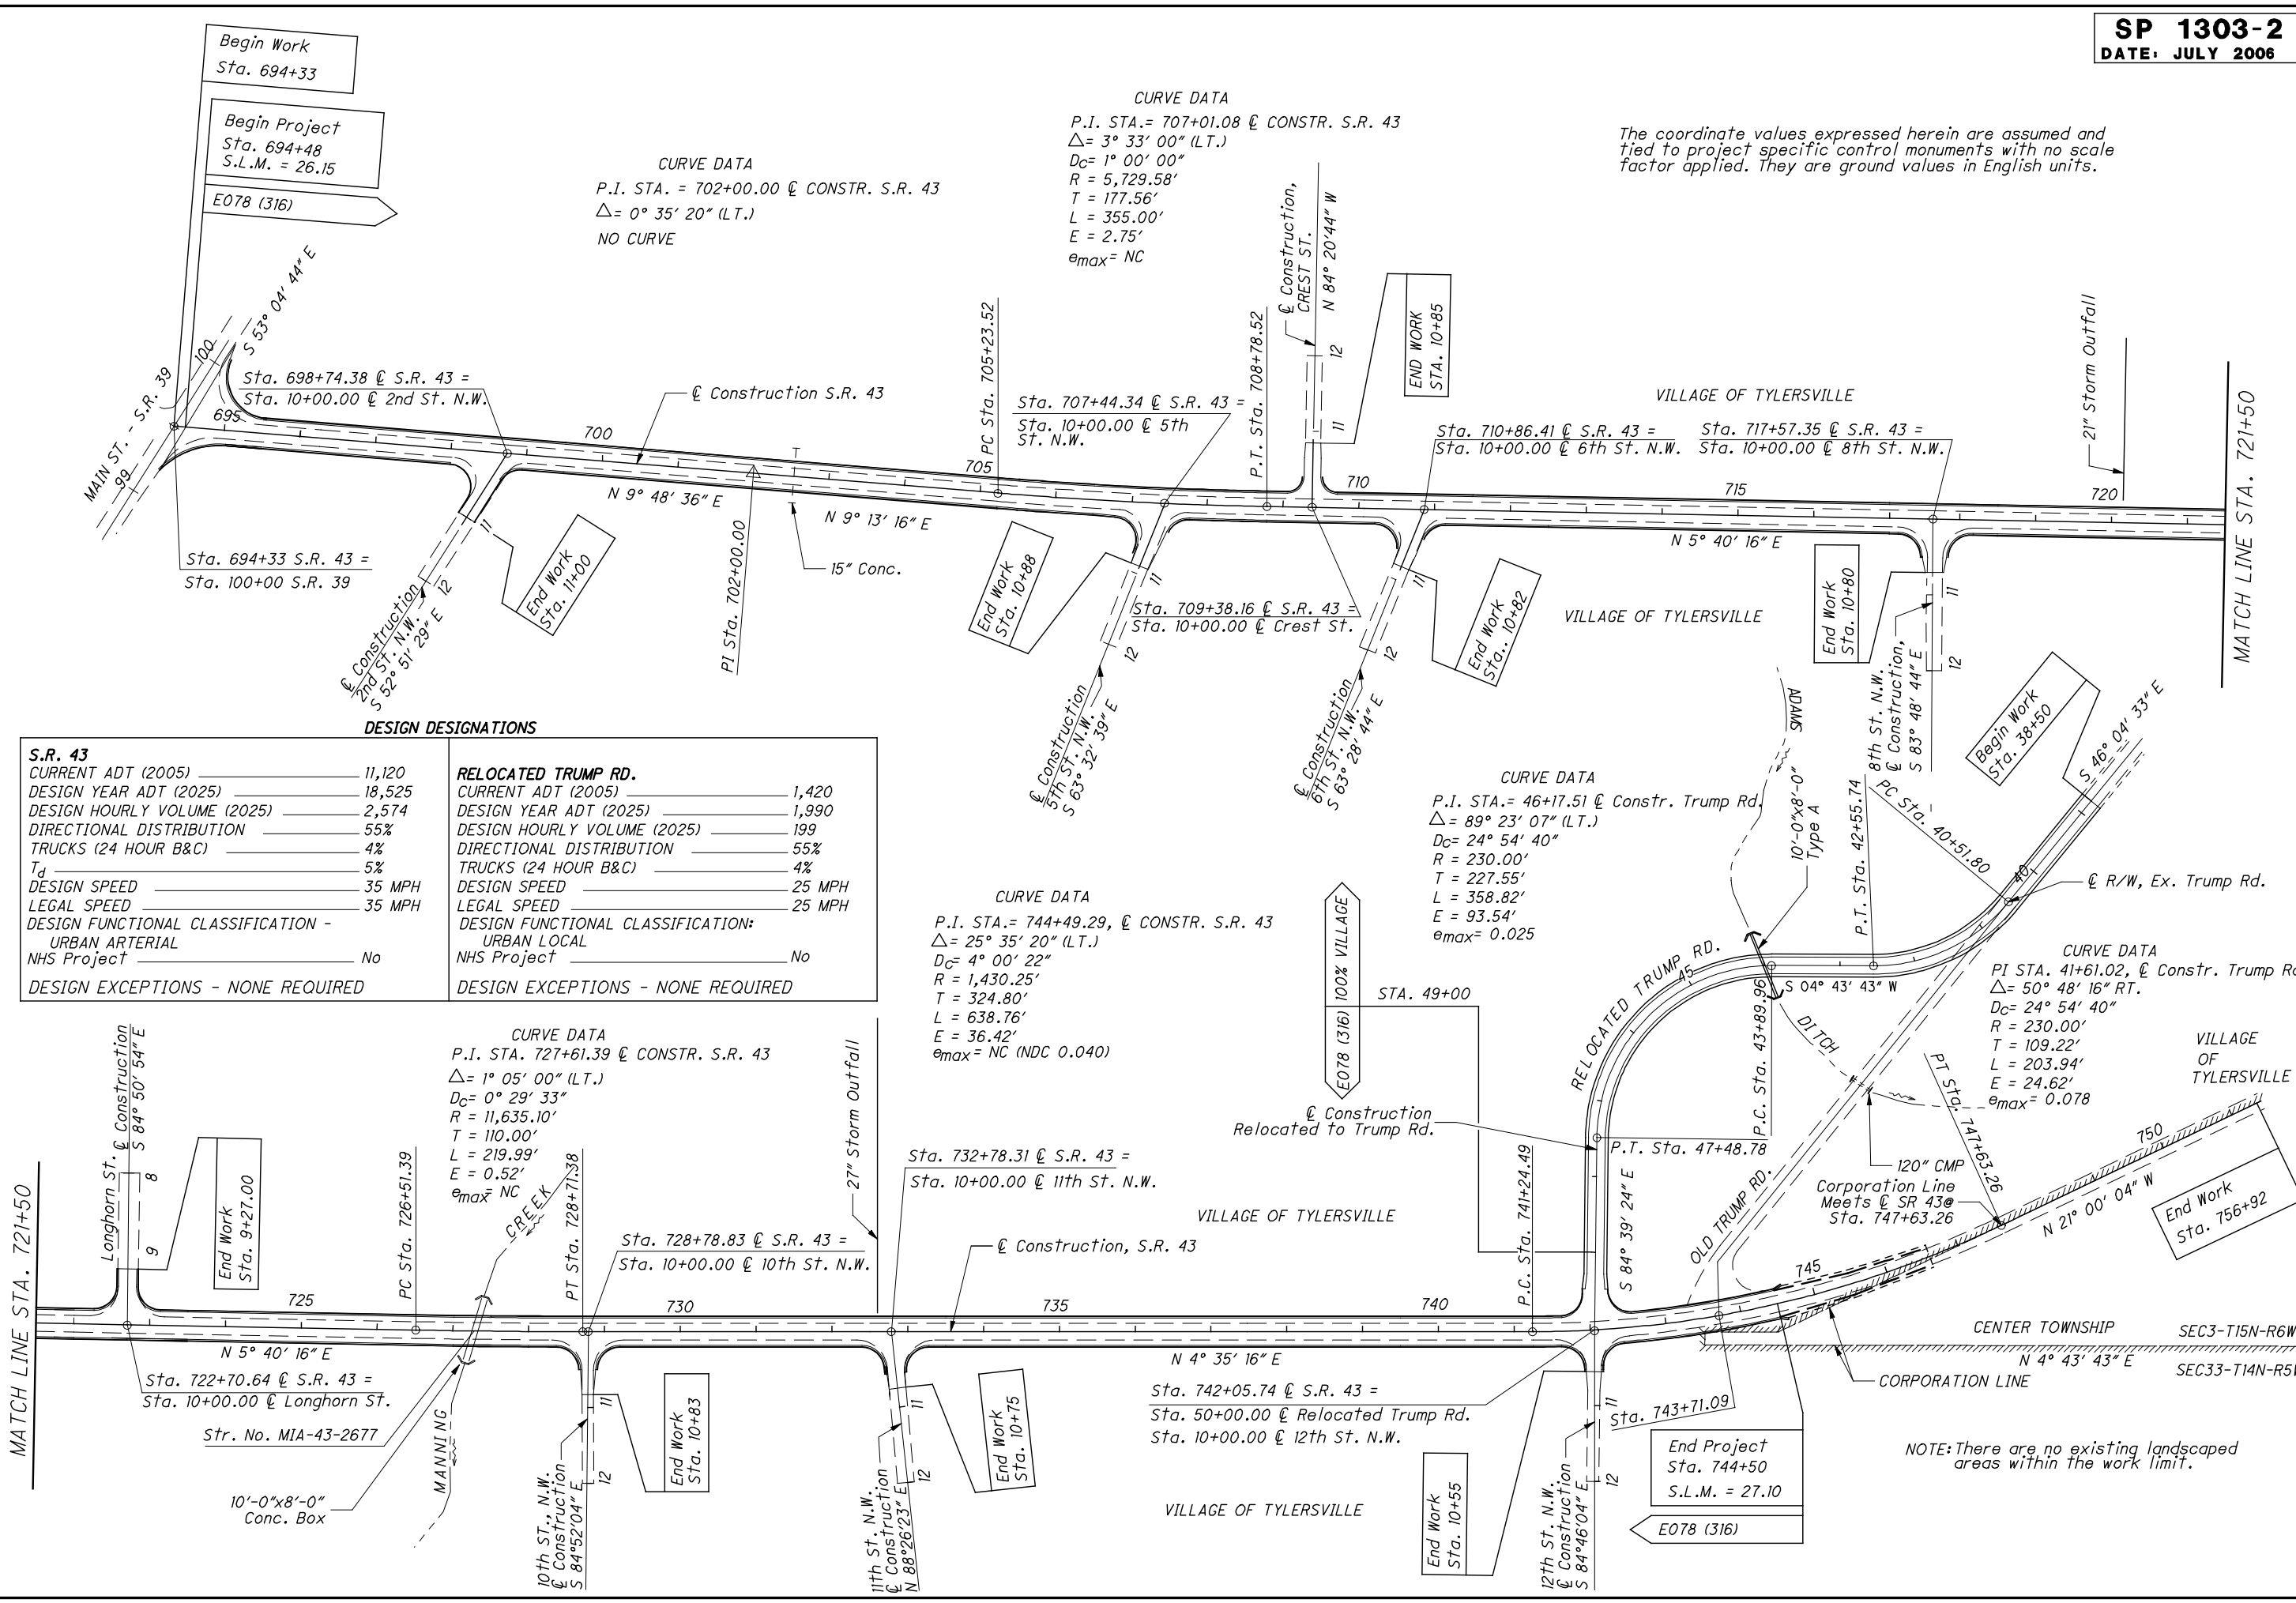 SP 1303-2
DATE: JULY 2006
Begin Work
Sta. 694+33
Begin Project
Sta. 694+48
S.L.M. = 26.15
E078 (316)
CURVE DATA
P.I. STA. = 702+00.00 ℄ CONSTR. S.R. 43
△= 0° 35′ 20″ (LT.)
NO CURVE
CURVE DATA
P.I. STA.= 707+01.08 ℄ CONSTR. S.R. 43
△= 3° 33′ 00″ (LT.)
Dc= 1° 00′ 00″
R = 5,729.58′
T = 177.56′
L = 355.00′
E = 2.75′
emax= NC
The coordinate values expressed herein are assumed and
tied to project specific control monuments with no scale
factor applied. They are ground values in English units.
S 53° 04′ 44″ E
MAIN ST. - S.R. 39
99
100
695
Sta. 698+74.38 ℄ S.R. 43 =
Sta. 10+00.00 ℄ 2nd St. N.W.
℄ Construction S.R. 43
700
705
PC Sta. 705+23.52
Sta. 707+44.34 ℄ S.R. 43 =
Sta. 10+00.00 ℄ 5th
St. N.W.
P.T. Sta. 708+78.52
℄ Construction,
CREST ST.
N 84° 20′44″ W
12
11
END WORK
STA. 10+85
710
VILLAGE OF TYLERSVILLE
Sta. 710+86.41 ℄ S.R. 43 =
Sta. 10+00.00 ℄ 6th St. N.W.
Sta. 717+57.35 ℄ S.R. 43 =
Sta. 10+00.00 ℄ 8th St. N.W.
715
21″ Storm Outfall
720
MATCH LINE STA. 721+50
Sta. 694+33 S.R. 43 =
Sta. 100+00 S.R. 39
N 9° 48′ 36″ E
N 9° 13′ 16″ E
T
15″ Conc.
PI Sta. 702+00.00
11
12
℄ Construction
2nd St. N.W.
S 52° 51′ 29″ E
End Work
Sta. 11+00
End Work
Sta. 10+88
11
12
℄ Construction
5th St. N.W.
S 63° 32′ 39″ E
Sta. 709+38.16 ℄ S.R. 43 =
Sta. 10+00.00 ℄ Crest St.
11
12
℄ Construction
6th St. N.W.
S 63° 28′ 44″ E
End Work
Sta.. 10+82
N 5° 40′ 16″ E
VILLAGE OF TYLERSVILLE
End Work
Sta. 10+80
11
12
8th St. N.W.
℄ Construction,
S 83° 48′ 44″ E
DESIGN DESIGNATIONS
S.R. 43
CURRENT ADT (2005) 11,120
DESIGN YEAR ADT (2025) 18,525
DESIGN HOURLY VOLUME (2025) 2,574
DIRECTIONAL DISTRIBUTION 55%
TRUCKS (24 HOUR B&C) 4%
Td 5%
DESIGN SPEED 35 MPH
LEGAL SPEED 35 MPH
DESIGN FUNCTIONAL CLASSIFICATION -
URBAN ARTERIAL
NHS Project No
DESIGN EXCEPTIONS - NONE REQUIRED
RELOCATED TRUMP RD.
CURRENT ADT (2005) 1,420
DESIGN YEAR ADT (2025) 1,990
DESIGN HOURLY VOLUME (2025) 199
DIRECTIONAL DISTRIBUTION 55%
TRUCKS (24 HOUR B&C) 4%
DESIGN SPEED 25 MPH
LEGAL SPEED 25 MPH
DESIGN FUNCTIONAL CLASSIFICATION:
URBAN LOCAL
NHS Project No
DESIGN EXCEPTIONS - NONE REQUIRED
CURVE DATA
P.I. STA.= 46+17.51 ℄ Constr. Trump Rd.
△= 89° 23′ 07″ (LT.)
Dc= 24° 54′ 40″
R = 230.00′
T = 227.55′
L = 358.82′
E = 93.54′
emax= 0.025
ADAMS
10′-0″x8′-0″
Type A
DITCH
P.T. Sta. 42+55.74
PC Sta. 40+51.80
Begin Work
Sta. 38+50
S 46° 04′ 33″ E
40
℄ R/W, Ex. Trump Rd.
CURVE DATA
PI STA. 41+61.02, ℄ Constr. Trump Rd
△= 50° 48′ 16″ RT.
Dc= 24° 54′ 40″
R = 230.00′
T = 109.22′
L = 203.94′
E = 24.62′
emax= 0.078
VILLAGE
OF
TYLERSVILLE
CURVE DATA
P.I. STA.= 744+49.29, ℄ CONSTR. S.R. 43
△= 25° 35′ 20″ (LT.)
Dc= 4° 00′ 22″
R = 1,430.25′
T = 324.80′
L = 638.76′
E = 36.42′
emax= NC (NDC 0.040)
E078 (316) 100% VILLAGE
STA. 49+00
RELOCATED TRUMP RD.
45
S 04° 43′ 43″ W
P.C. Sta. 43+89.96
℄ Construction
Relocated to Trump Rd.
P.T. Sta. 47+48.78
S 84° 39′ 24″ E
OLD TRUMP RD.
120″ CMP
Corporation Line
Meets ℄ SR 43@
Sta. 747+63.26
PT Sta. 747+63.26
750
N 21° 00′ 04″ W
End Work
Sta. 756+92
MATCH LINE STA. 721+50
Longhorn St.
℄ Construction
S 84° 50′ 54″ E
8
9
End Work
Sta. 9+27.00
CURVE DATA
P.I. STA. 727+61.39 ℄ CONSTR. S.R. 43
△= 1° 05′ 00″ (LT.)
Dc= 0° 29′ 33″
R = 11,635.10′
T = 110.00′
L = 219.99′
E = 0.52′
emax= NC
725
PC Sta. 726+51.39
CREEK
PT Sta. 728+71.38
Sta. 728+78.83 ℄ S.R. 43 =
Sta. 10+00.00 ℄ 10th St. N.W.
27″ Storm Outfall
Sta. 732+78.31 ℄ S.R. 43 =
Sta. 10+00.00 ℄ 11th St. N.W.
VILLAGE OF TYLERSVILLE
℄ Construction, S.R. 43
730
735
740
P.C. Sta. 741+24.49
745
N 5° 40′ 16″ E
Sta. 722+70.64 ℄ S.R. 43 =
Sta. 10+00.00 ℄ Longhorn St.
Str. No. MIA-43-2677
10′-0″x8′-0″
Conc. Box
MANNING
11
12
10th ST., N.W.
℄ Construction
S 84°52′04″ E
End Work
Sta. 10+83
11
12
11th St. N.W.
℄ Construction
N 88°26′23″ E
End Work
Sta. 10+75
N 4° 35′ 16″ E
Sta. 742+05.74 ℄ S.R. 43 =
Sta. 50+00.00 ℄ Relocated Trump Rd.
Sta. 10+00.00 ℄ 12th St. N.W.
VILLAGE OF TYLERSVILLE
End Work
Sta. 10+55
11
12
12th St. N.W.
℄ Construction
S 84°46′04″ E
Sta. 743+71.09
End Project
Sta. 744+50
S.L.M. = 27.10
E078 (316)
CORPORATION LINE
CENTER TOWNSHIP
N 4° 43′ 43″ E
SEC3-T15N-R6W
SEC33-T14N-R5
NOTE: There are no existing landscaped
areas within the work limit.